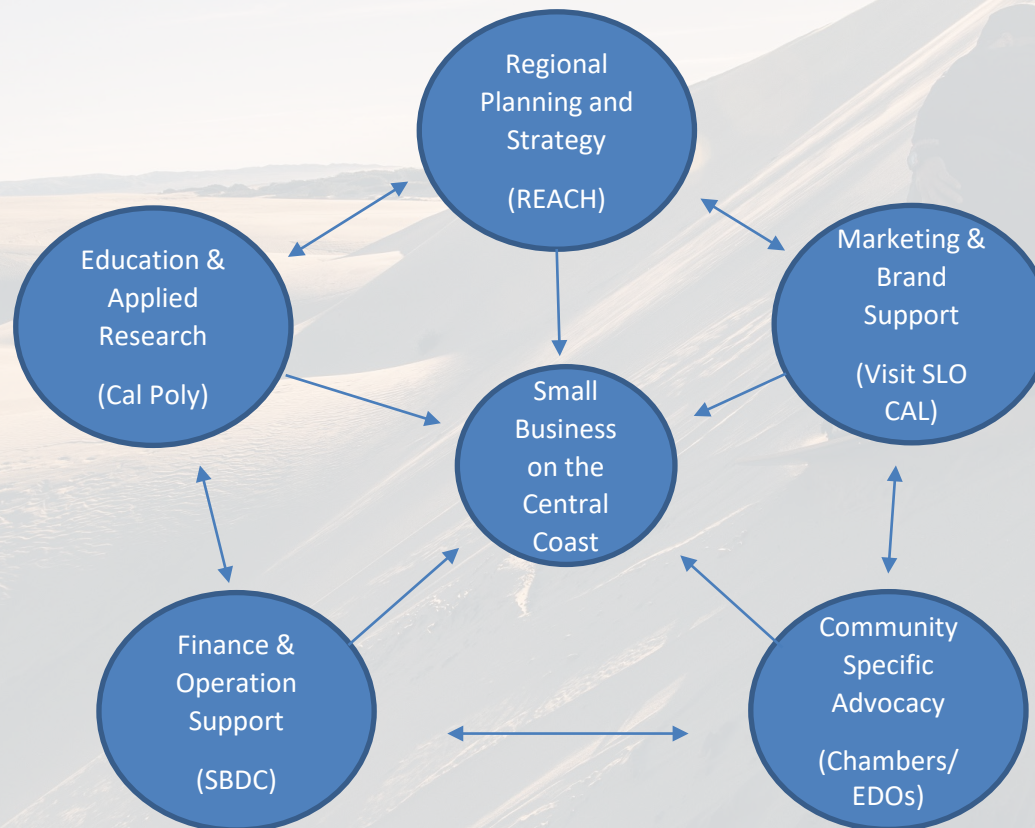 Regional
Planning and
Strategy
(REACH)
Education &
Applied
Research
(Cal Poly)
Marketing &
Brand
Support
(Visit SLO
CAL)
Small
Business
on the
Central
Coast
Finance &
Operation
Support
(SBDC)
Community
Specific
Advocacy
(Chambers/
EDOs)